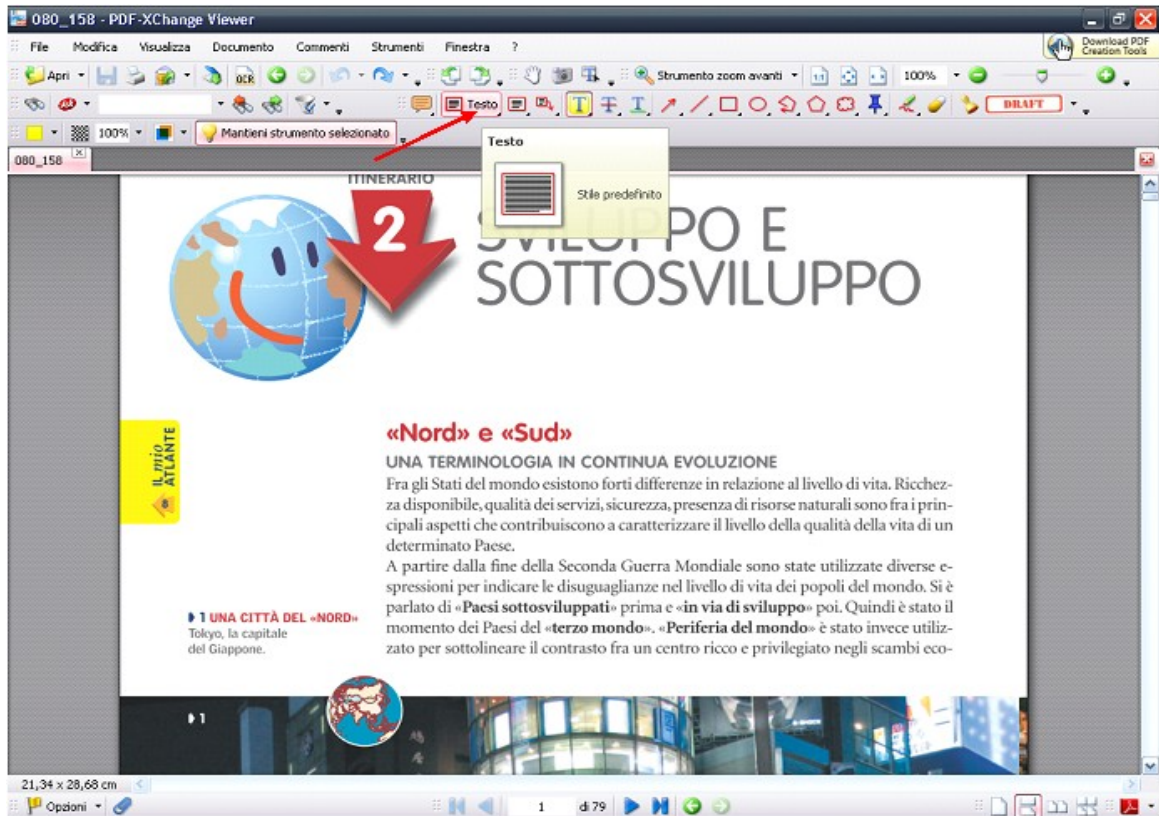 080_158 - PDF-XChange Viewer
File Modifica Visualizza Documento Commenti Strumenti Finestra ?
Download PDF
Creation Tools
Apri OCR Strumento zoom avanti 1:1 100%
Testo T T T DRAFT
100% Mantieni strumento selezionato
080_158
Testo
Stile predefinito
ITINERARIO
2
SVILUPPO E
SOTTOSVILUPPO
IL mio
ATLANTE
8
«Nord» e «Sud»
UNA TERMINOLOGIA IN CONTINUA EVOLUZIONE
Fra gli Stati del mondo esistono forti differenze in relazione al livello di vita. Ricchez-
za disponibile, qualità dei servizi, sicurezza, presenza di risorse naturali sono fra i prin-
cipali aspetti che contribuiscono a caratterizzare il livello della qualità della vita di un
determinato Paese.
A partire dalla fine della Seconda Guerra Mondiale sono state utilizzate diverse e-
spressioni per indicare le disuguaglianze nel livello di vita dei popoli del mondo. Si è
parlato di «Paesi sottosviluppati» prima e «in via di sviluppo» poi. Quindi è stato il
momento dei Paesi del «terzo mondo». «Periferia del mondo» è stato invece utiliz-
zato per sottolineare il contrasto fra un centro ricco e privilegiato negli scambi eco-
1 UNA CITTÀ DEL «NORD»
Tokyo, la capitale
del Giappone.
1
21,34 x 28,68 cm
Opzioni 1 di 79